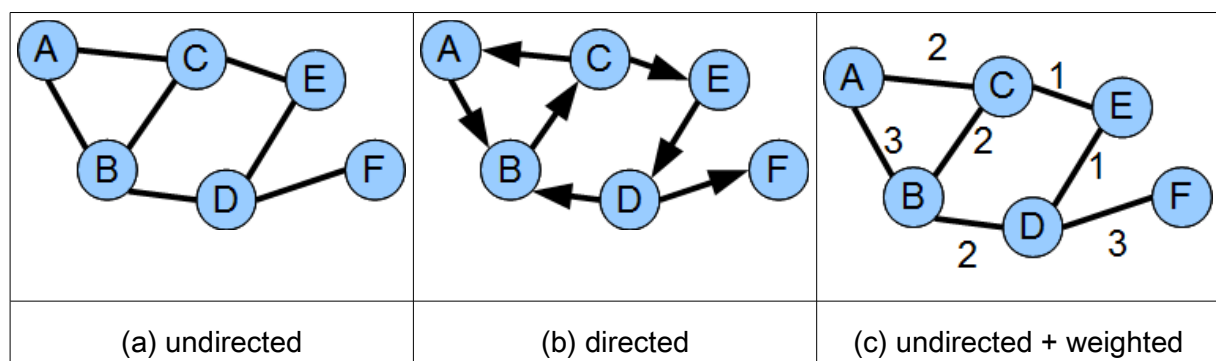 A
C
E
B
D
F
A
C
E
B
D
F
A
2
C
1
E
3
2
B
1
D
F
2
3
(a) undirected
(b) directed
(c) undirected + weighted